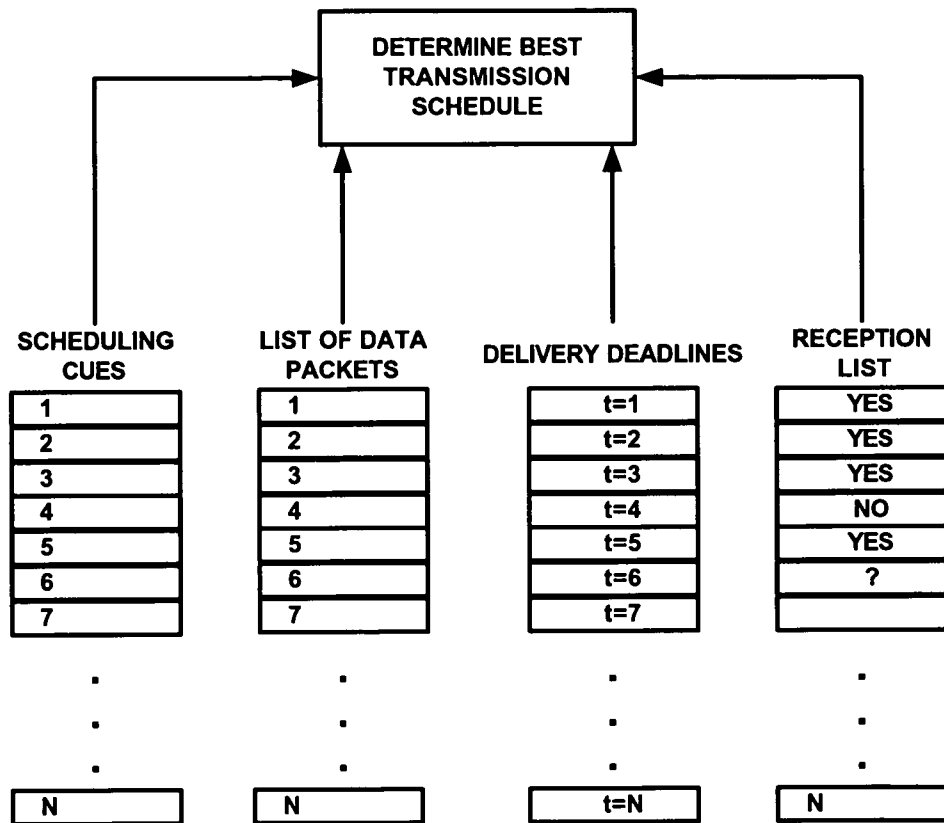 DETERMINE BEST
TRANSMISSION
SCHEDULE
SCHEDULING
CUES
1
2
3
4
5
6
7
N
LIST OF DATA
PACKETS
1
2
3
4
5
6
7
N
DELIVERY DEADLINES
t=1
t=2
t=3
t=4
t=5
t=6
t=7
t=N
RECEPTION
LIST
YES
YES
YES
NO
YES
?
N